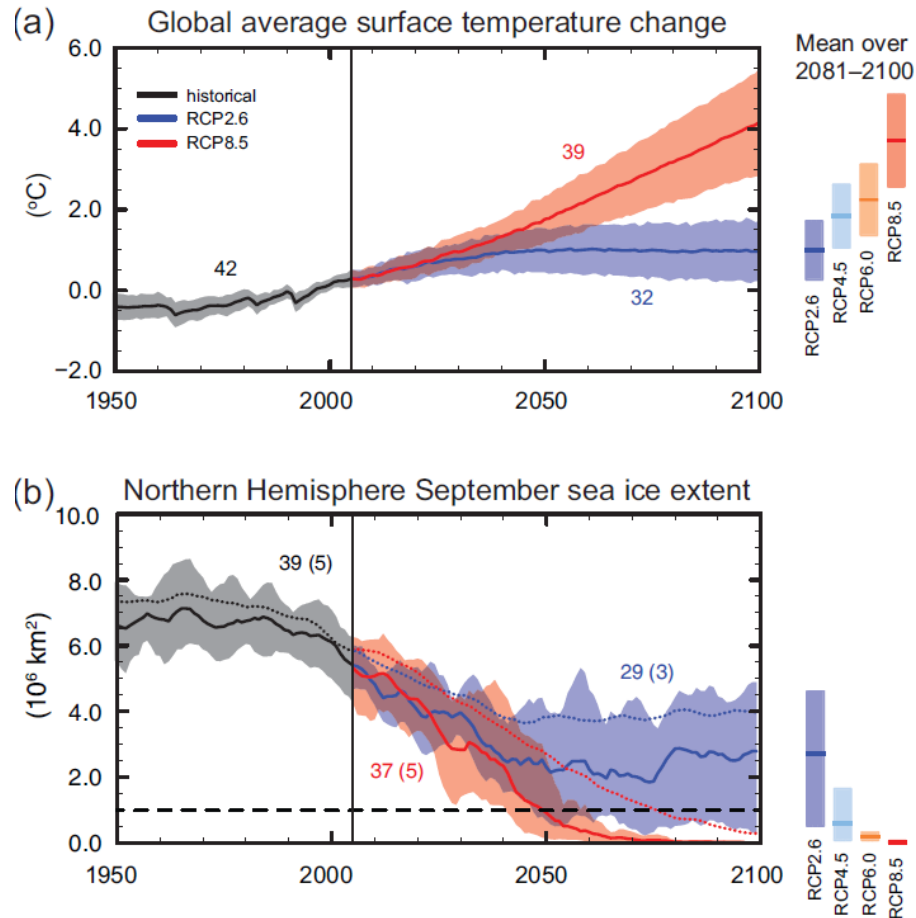 (a) Global average surface temperature change
Mean over
2081–2100
6.0
4.0
2.0
0.0
−2.0
(ºC)
historical
RCP2.6
RCP8.5
42
39
32
1950
2000
2050
2100
RCP2.6
RCP4.5
RCP6.0
RCP8.5
(b) Northern Hemisphere September sea ice extent
10.0
8.0
6.0
4.0
2.0
0.0
(10⁶ km²)
39 (5)
29 (3)
37 (5)
1950
2000
2050
2100
RCP2.6
RCP4.5
RCP6.0
RCP8.5